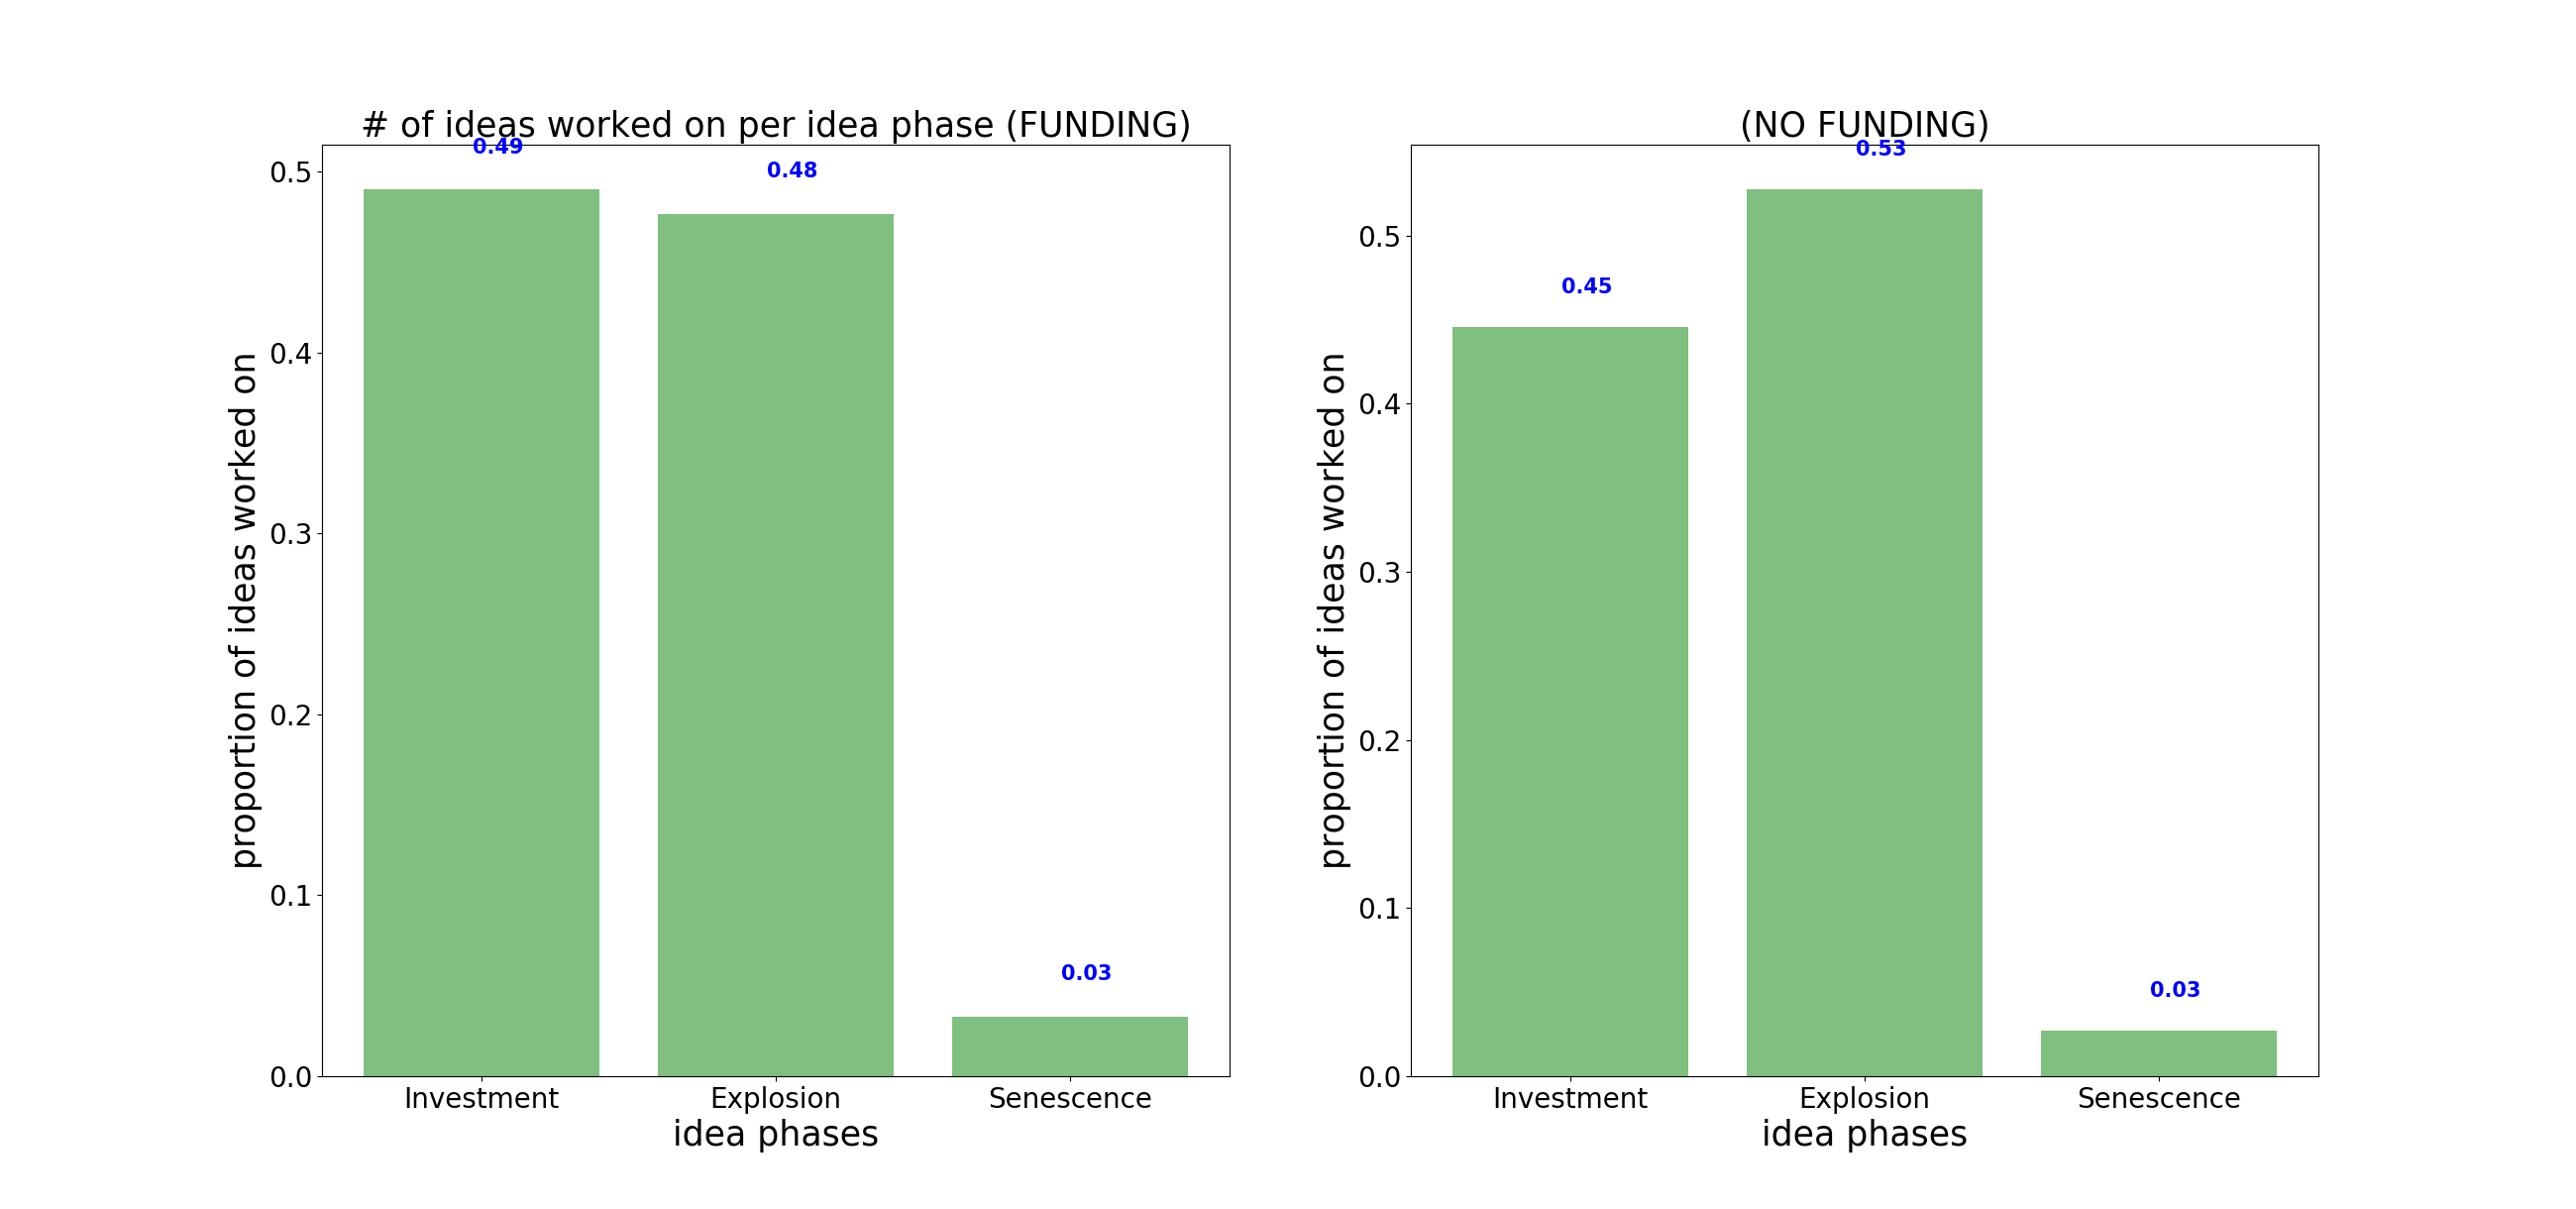 # of ideas worked on per idea phase (FUNDING)
0.49
0.48
0.03
0.5
0.4
0.3
0.2
0.1
0.0
proportion of ideas worked on
Investment Explosion Senescence
idea phases
(NO FUNDING)
0.53
0.45
0.03
0.5
0.4
0.3
0.2
0.1
0.0
proportion of ideas worked on
Investment Explosion Senescence
idea phases